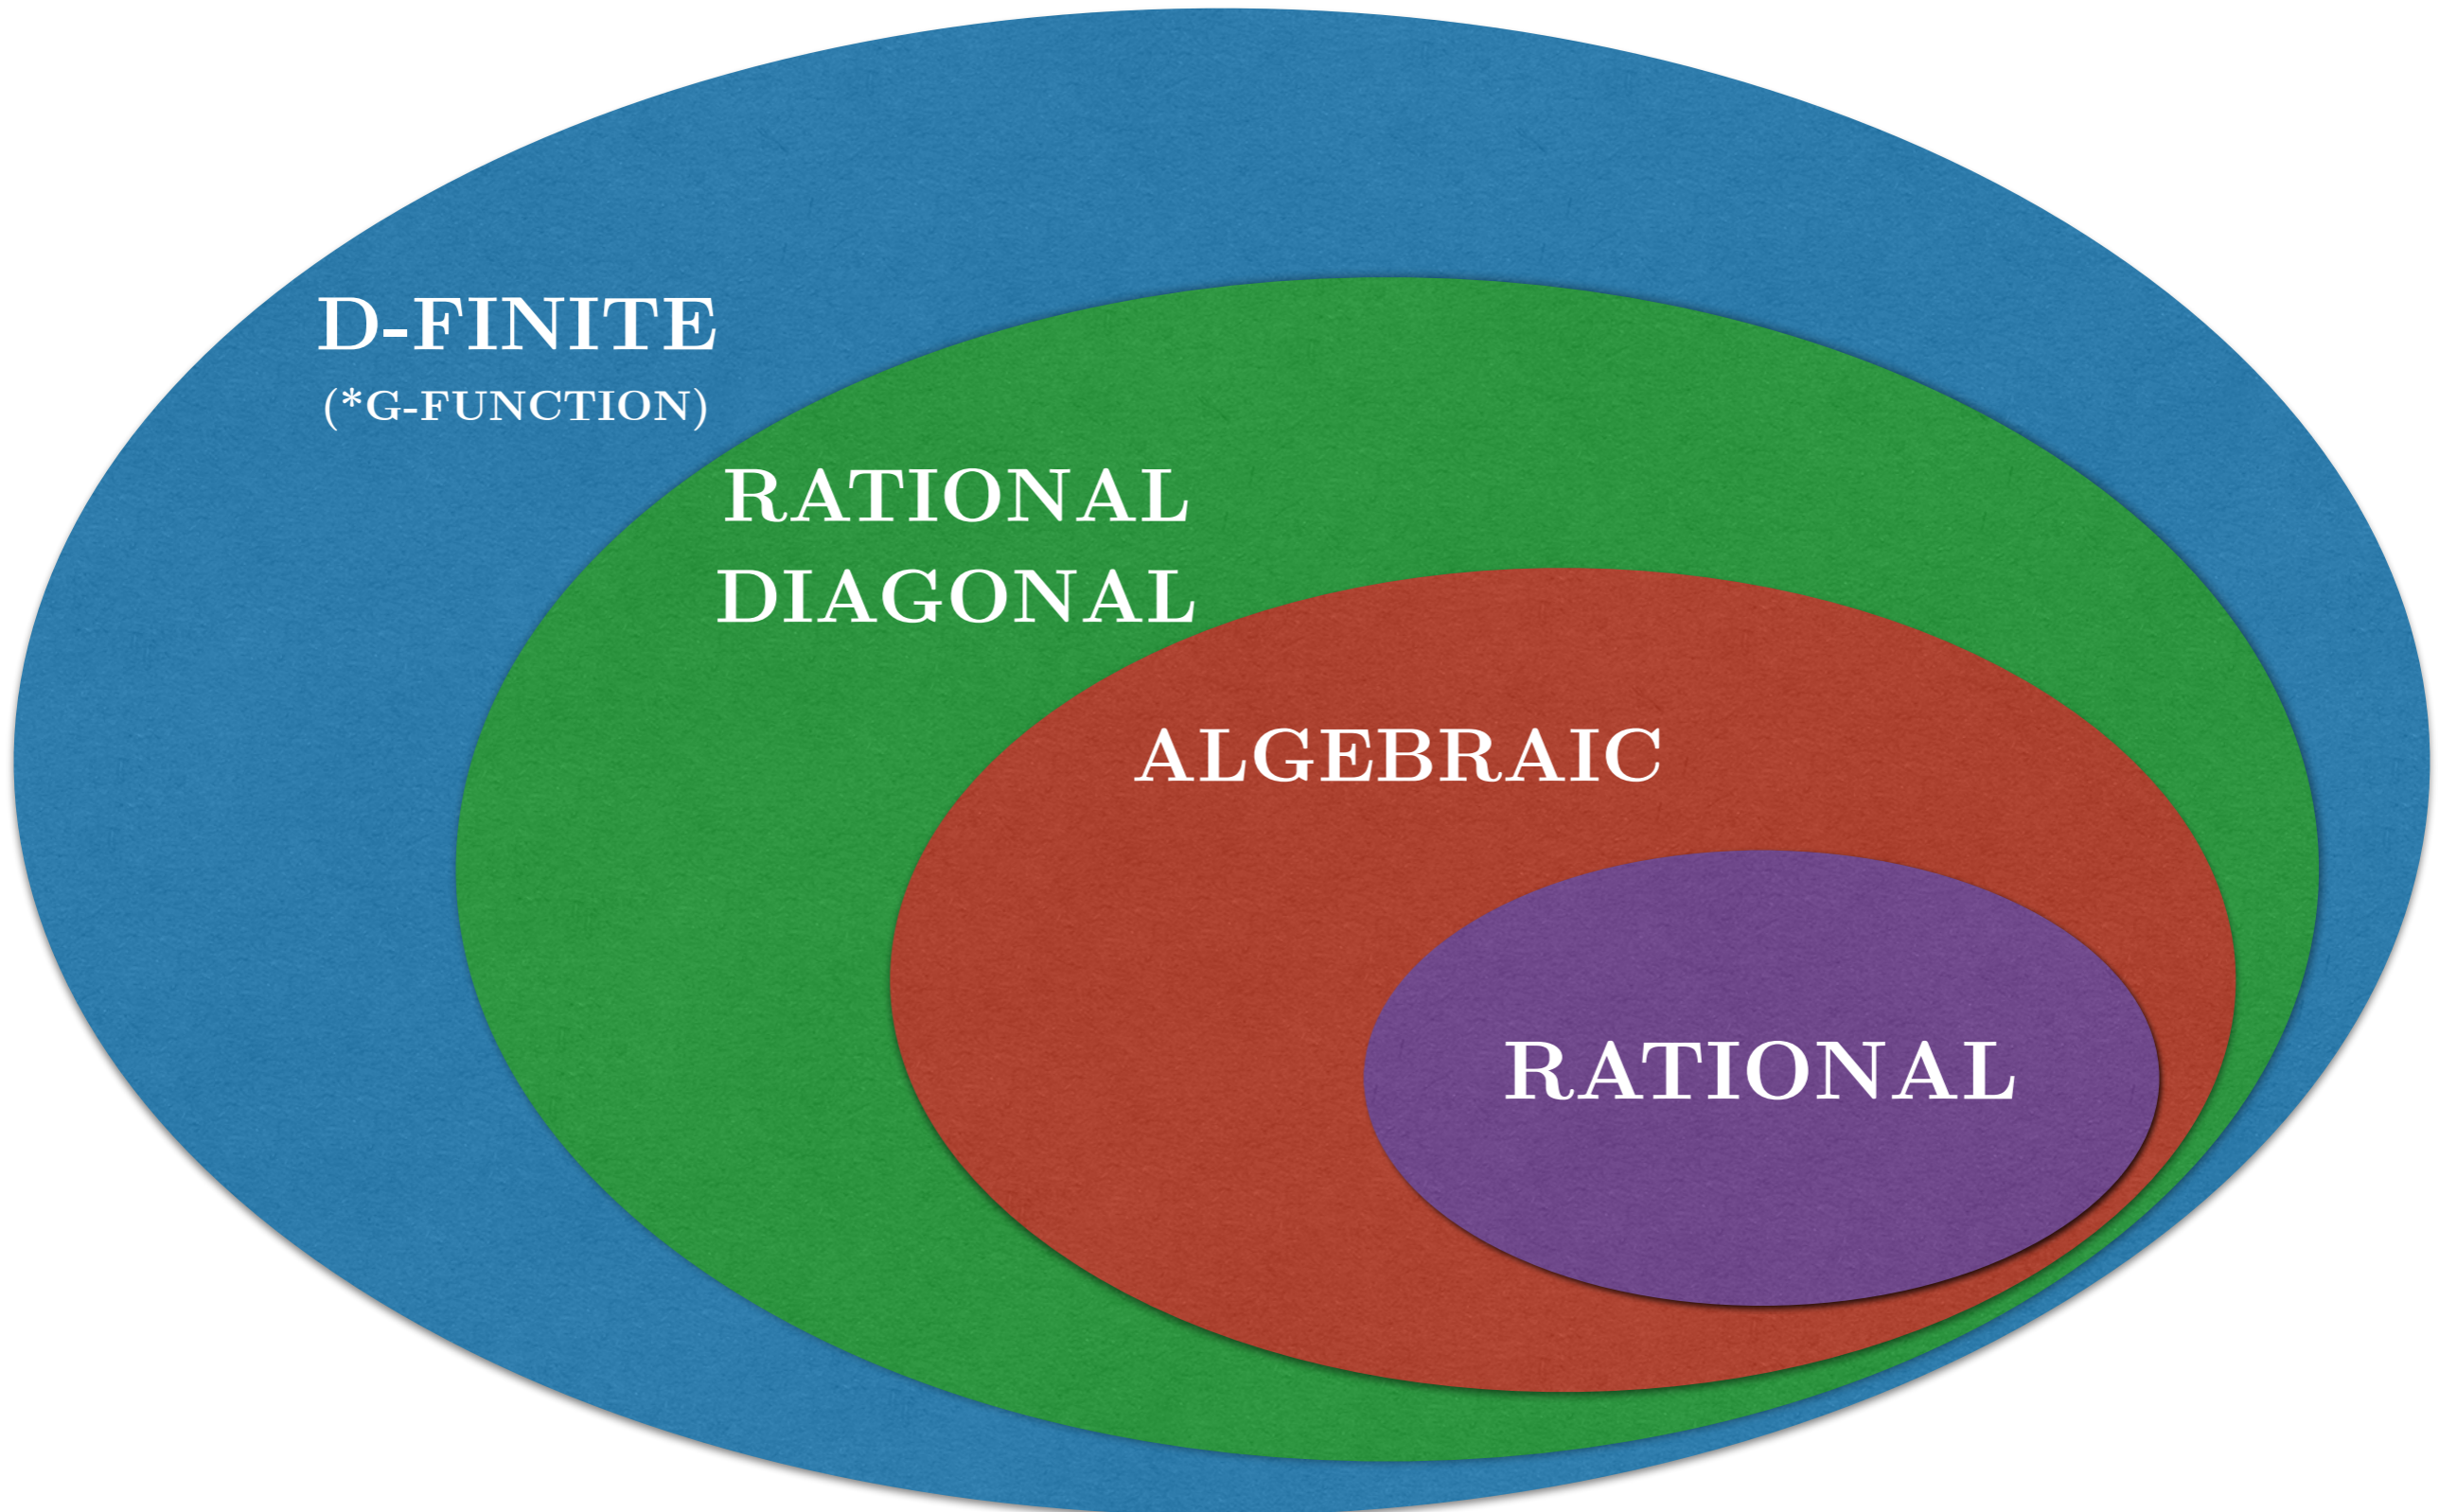 D-FINITE
(*G-FUNCTION)
RATIONAL
DIAGONAL
ALGEBRAIC
RATIONAL